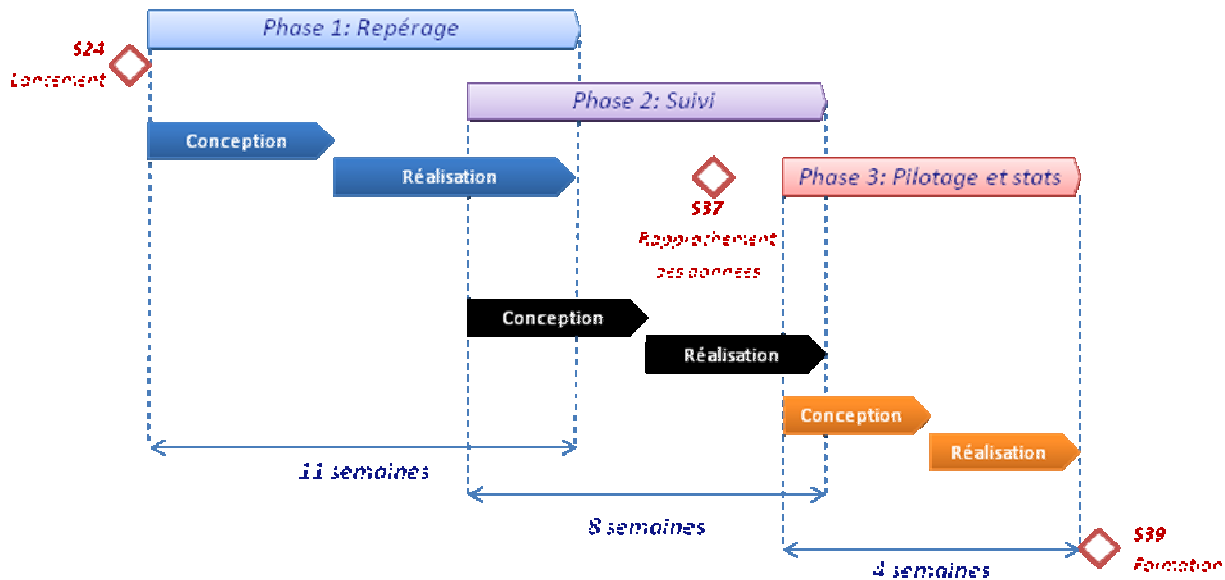 Phase 1: Repérage
S24
Lancement
Phase 2: Suivi
Conception
Réalisation
Phase 3: Pilotage et stats
S37
Rapprochement
des données
Conception
Réalisation
Conception
Réalisation
11 semaines
8 semaines
S39
Formation
4 semaines